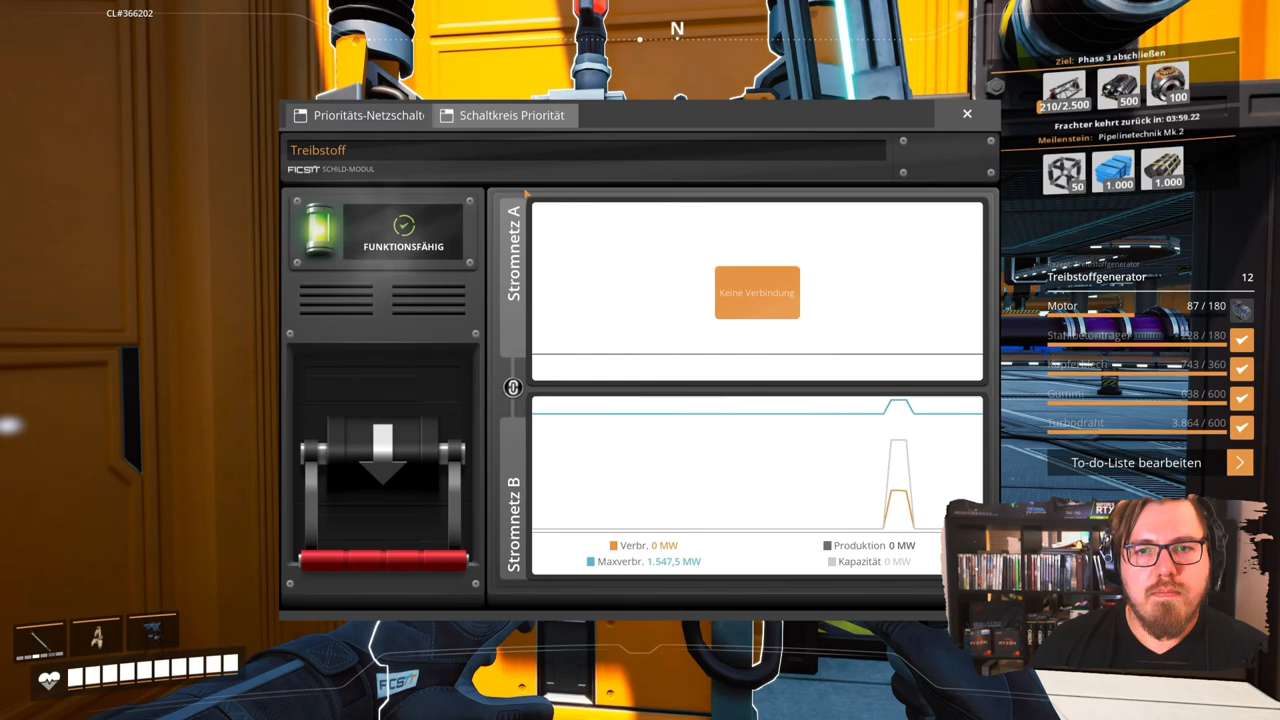 CL#366202
N
Ziel: Phase 3 abschließen
210/2.500
500
100
Frachter kehrt zurück in: 03:59.22
Meilenstein: Pipelinetechnik Mk.2
50
1.000
1.000
Prioritäts-Netzschalt
Schaltkreis Priorität
Treibstoff
FICSIT SCHILD-MODUL
FUNKTIONSFÄHIG
Stromnetz A
Keine Verbindung
Stromnetz B
Verbr. 0 MW
Produktion 0 MW
Maxverbr. 1.547,5 MW
Kapazität 0 MW
Treibstoffgenerator 12
Motor 87 / 180
Stahlbetonträger 228 / 180
Kupferblech 743 / 360
Gummi 638 / 600
Turbodraht 3.864 / 600
To-do-Liste bearbeiten
FICSIT